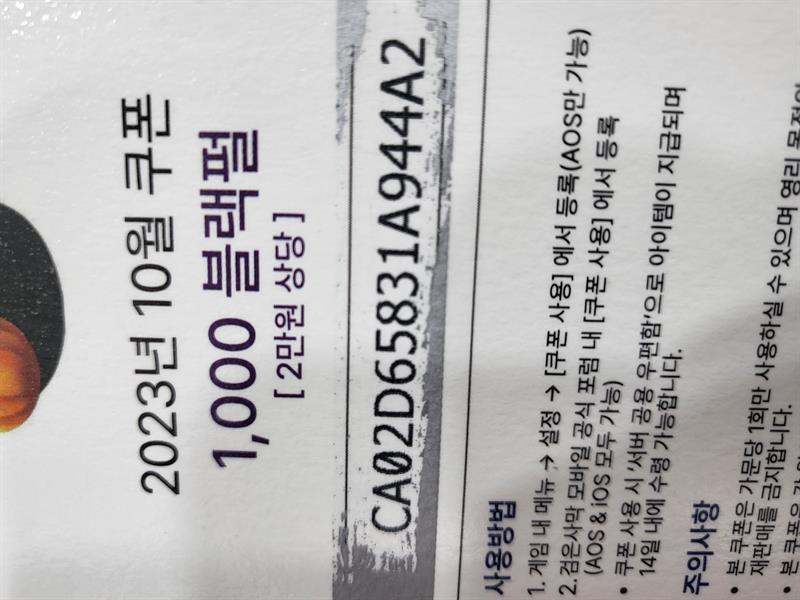 2023년 10월 쿠폰
1,000 블랙펄
[ 2만원 상당 ]
CA02D65831A944A2
사용방법
1. 게임 내 메뉴 → 설정 → [쿠폰 사용] 에서 등록(AOS만 가능)
2. 검은사막 모바일 공식 포럼 내 [쿠폰 사용] 에서 등록
(AOS & iOS 모두 가능)
• 쿠폰 사용 시 '서버 공용 우편함'으로 아이템이 지급되며
14일 내에 수령 가능합니다.
주의사항
• 본 쿠폰은 가문당 1회만 사용하실 수 있으며 영리 목적의
재판매를 금지합니다.
• 본 쿠폰은